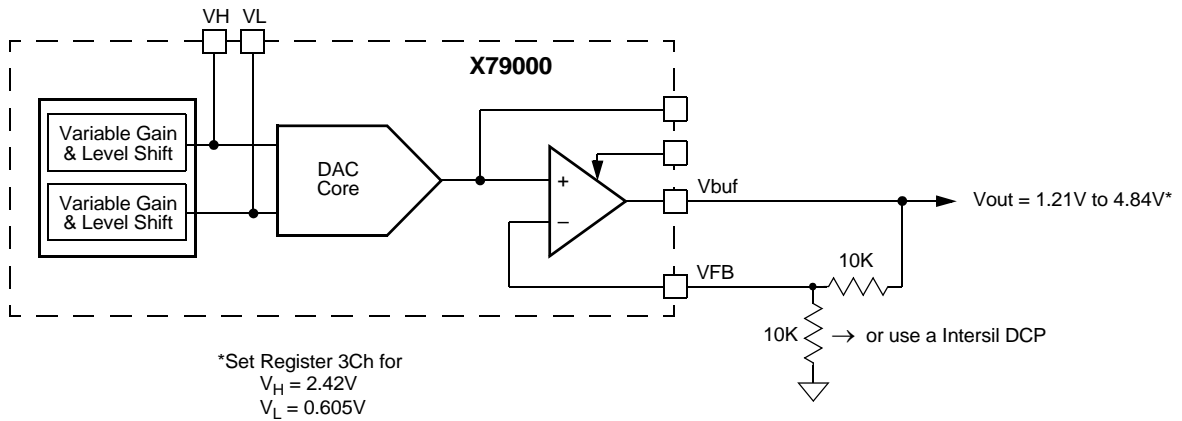 VH VL
X79000
Variable Gain
& Level Shift
Variable Gain
& Level Shift
DAC
Core
+
–
Vbuf
Vout = 1.21V to 4.84V*
VFB
10K
10K → or use a Intersil DCP
*Set Register 3Ch for
VH = 2.42V
VL = 0.605V